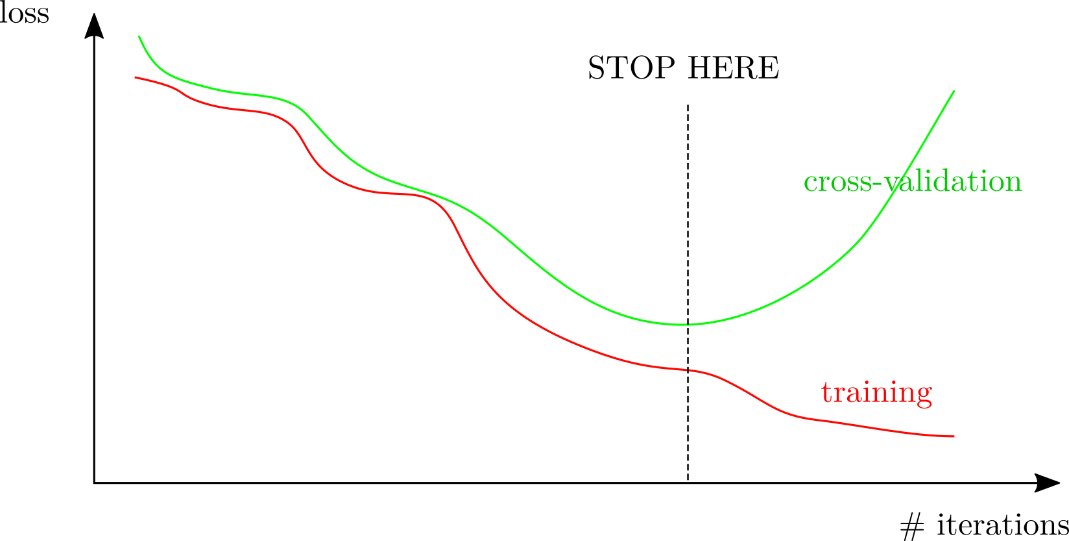 loss
STOP HERE
cross-validation
training
# iterations